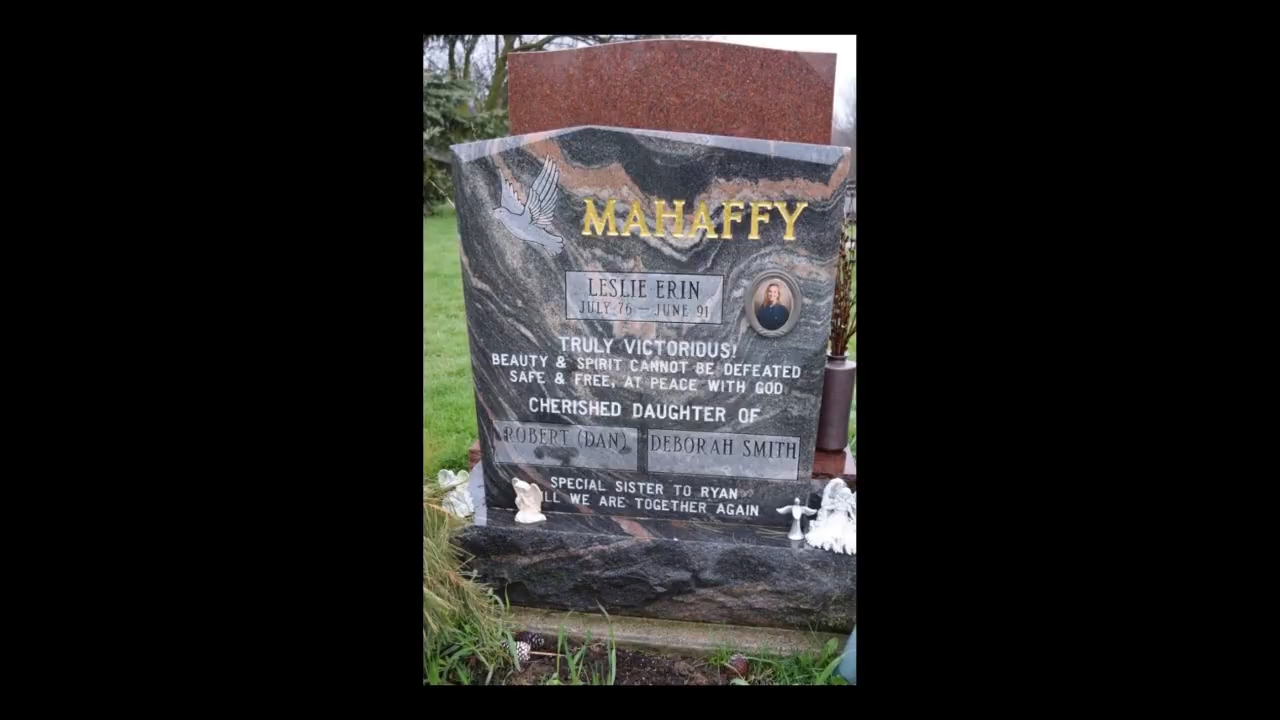 MAHAFFY
LESLIE ERIN
JULY 76 — JUNE 91
TRULY VICTORIOUS!
BEAUTY & SPIRIT CANNOT BE DEFEATED
SAFE & FREE, AT PEACE WITH GOD
CHERISHED DAUGHTER OF
ROBERT (DAN)
DEBORAH SMITH
SPECIAL SISTER TO RYAN
WE ARE TOGETHER AGAIN